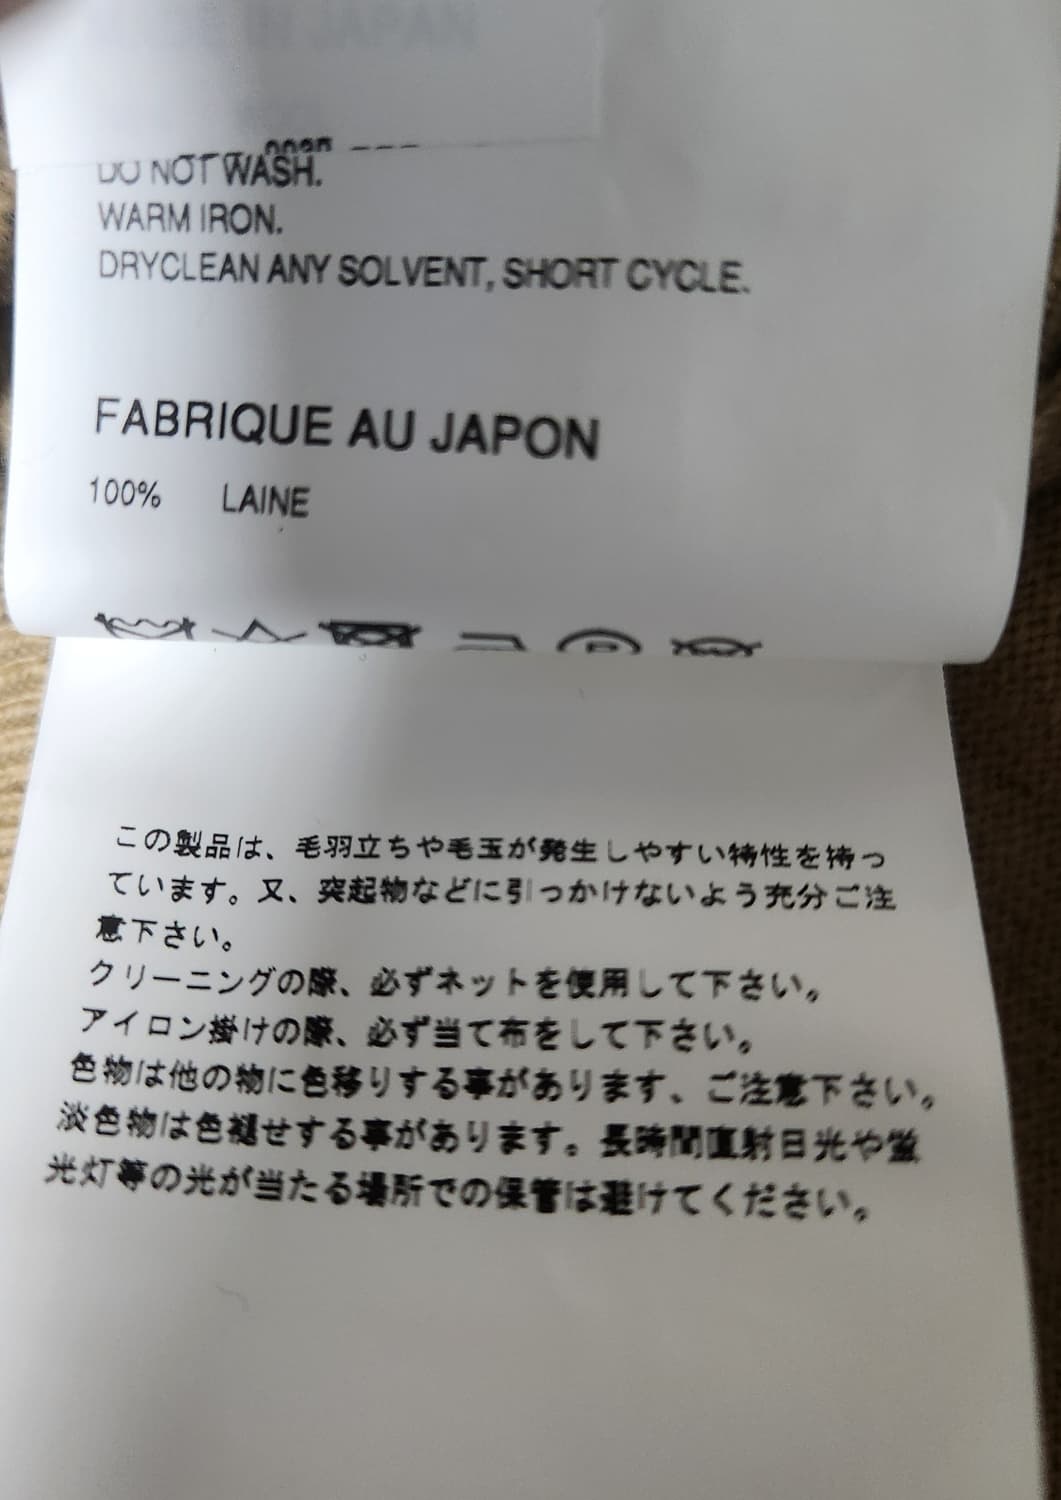 DO NOT WASH.
WARM IRON.
DRYCLEAN ANY SOLVENT, SHORT CYCLE.
FABRIQUE AU JAPON
100% LAINE
この製品は、毛羽立ちや毛玉が発生しやすい特性を持っ
ています。又、突起物などに引っかけないよう充分ご注
意下さい。
クリーニングの際、必ずネットを使用して下さい。
アイロン掛けの際、必ず当て布をして下さい。
色物は他の物に色移りする事があります、ご注意下さい。
淡色物は色褪せする事があります。長時間直射日光や蛍
光灯等の光が当たる場所での保管は避けてください。